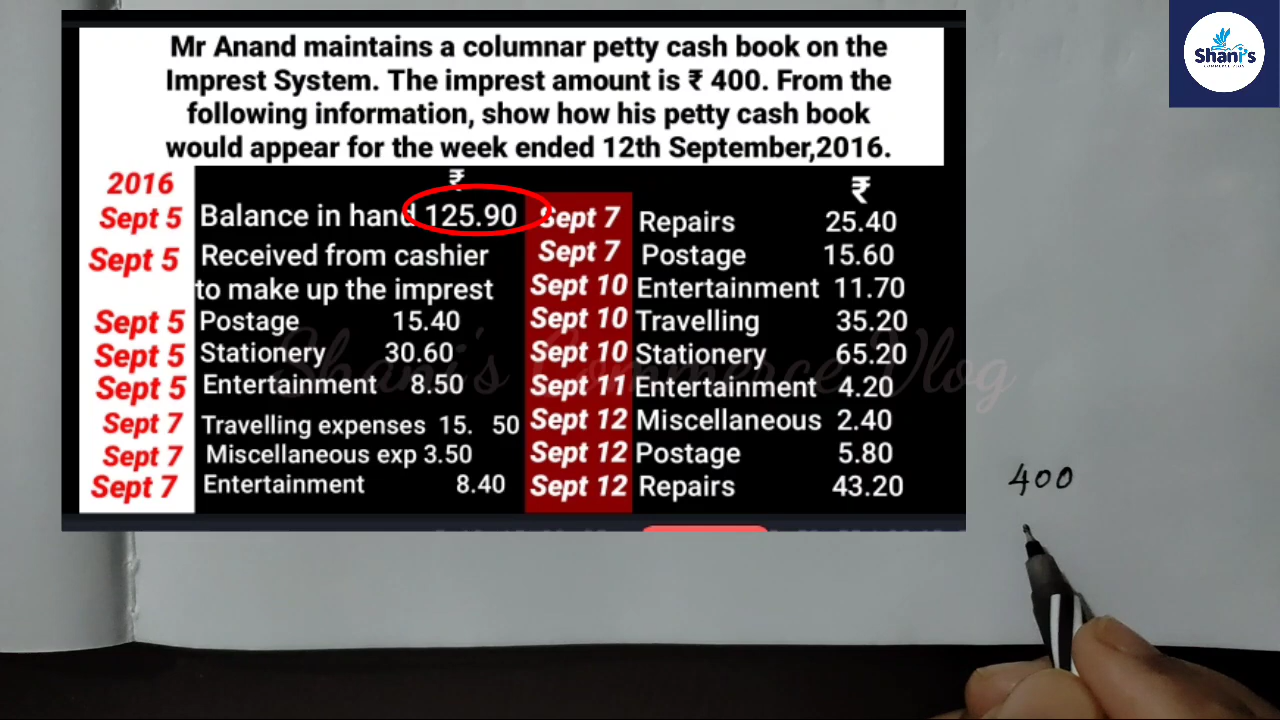 Mr Anand maintains a columnar petty cash book on the
Imprest System. The imprest amount is ₹ 400. From the
following information, show how his petty cash book
would appear for the week ended 12th September,2016.
2016 ₹
Sept 5 Balance in hand 125.90
Sept 5 Received from cashier
to make up the imprest
Sept 5 Postage 15.40
Sept 5 Stationery 30.60
Sept 5 Entertainment 8.50
Sept 7 Travelling expenses 15. 50
Sept 7 Miscellaneous exp 3.50
Sept 7 Entertainment 8.40
₹
Sept 7 Repairs 25.40
Sept 7 Postage 15.60
Sept 10 Entertainment 11.70
Sept 10 Travelling 35.20
Sept 10 Stationery 65.20
Sept 11 Entertainment 4.20
Sept 12 Miscellaneous 2.40
Sept 12 Postage 5.80
Sept 12 Repairs 43.20
Shani's Commerce Vlog
400
Shani's